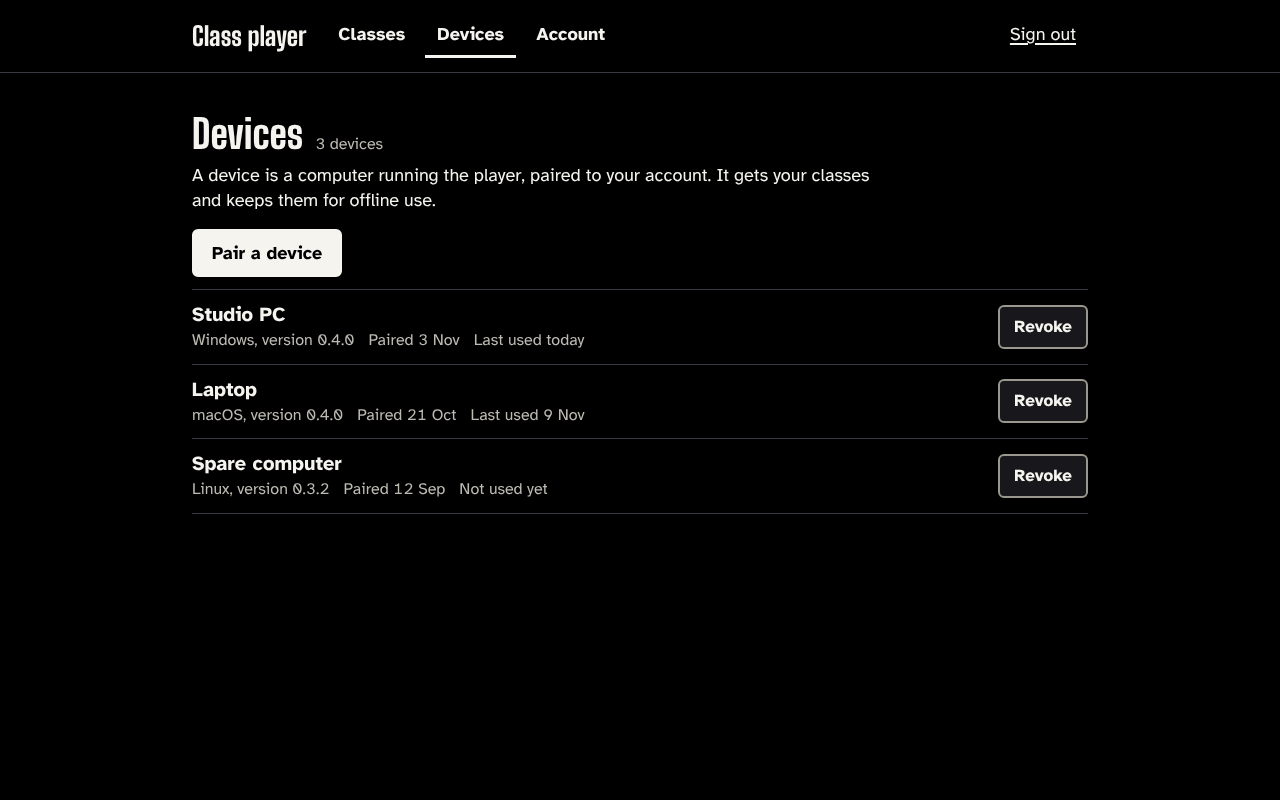 Class player
Classes
Devices
Account
Sign out
Devices
3 devices
A device is a computer running the player, paired to your account. It gets your classes
and keeps them for offline use.
Pair a device
Studio PC
Windows, version 0.4.0 Paired 3 Nov Last used today
Revoke
Laptop
macOS, version 0.4.0 Paired 21 Oct Last used 9 Nov
Revoke
Spare computer
Linux, version 0.3.2 Paired 12 Sep Not used yet
Revoke